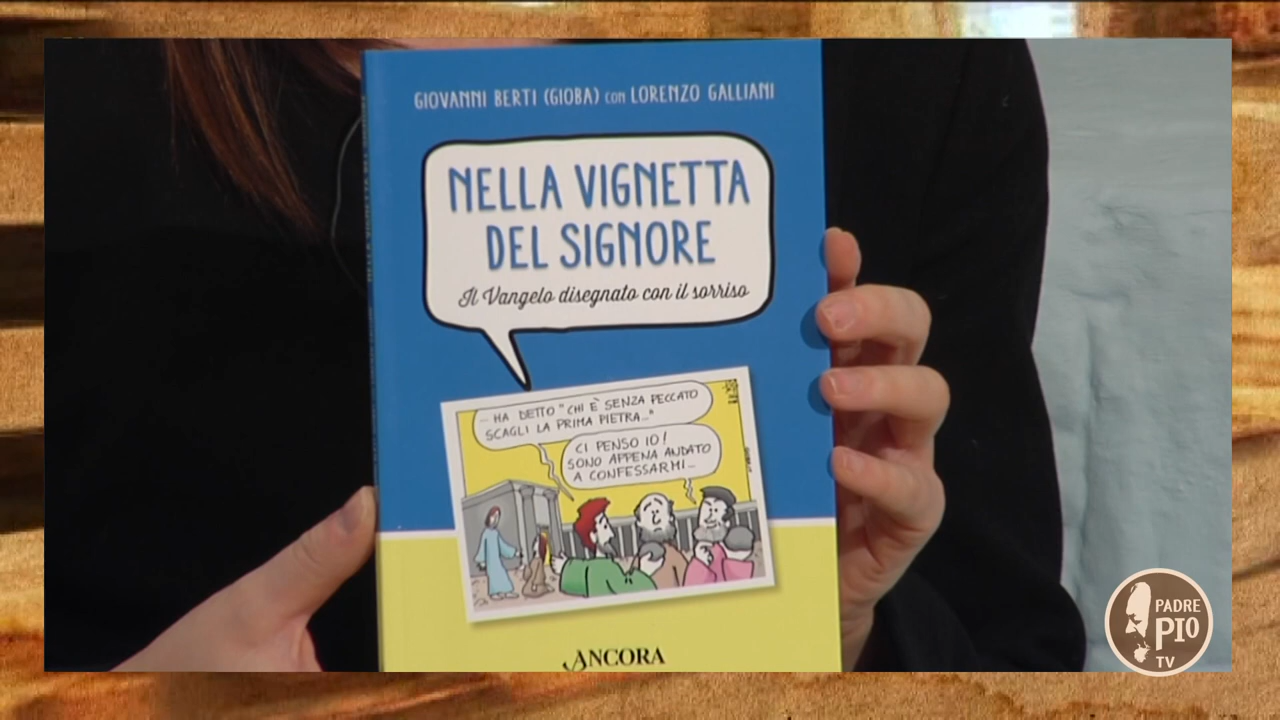 GIOVANNI BERTI (GIOBA) con LORENZO GALLIANI
NELLA VIGNETTA
DEL SIGNORE
Il Vangelo disegnato con il sorriso
... HA DETTO "CHI È SENZA PECCATO
SCAGLI LA PRIMA PIETRA..."
CI PENSO IO!
SONO APPENA ANDATO
A CONFESSARMI...
ÀNCORA
PADRE
PIO
TV